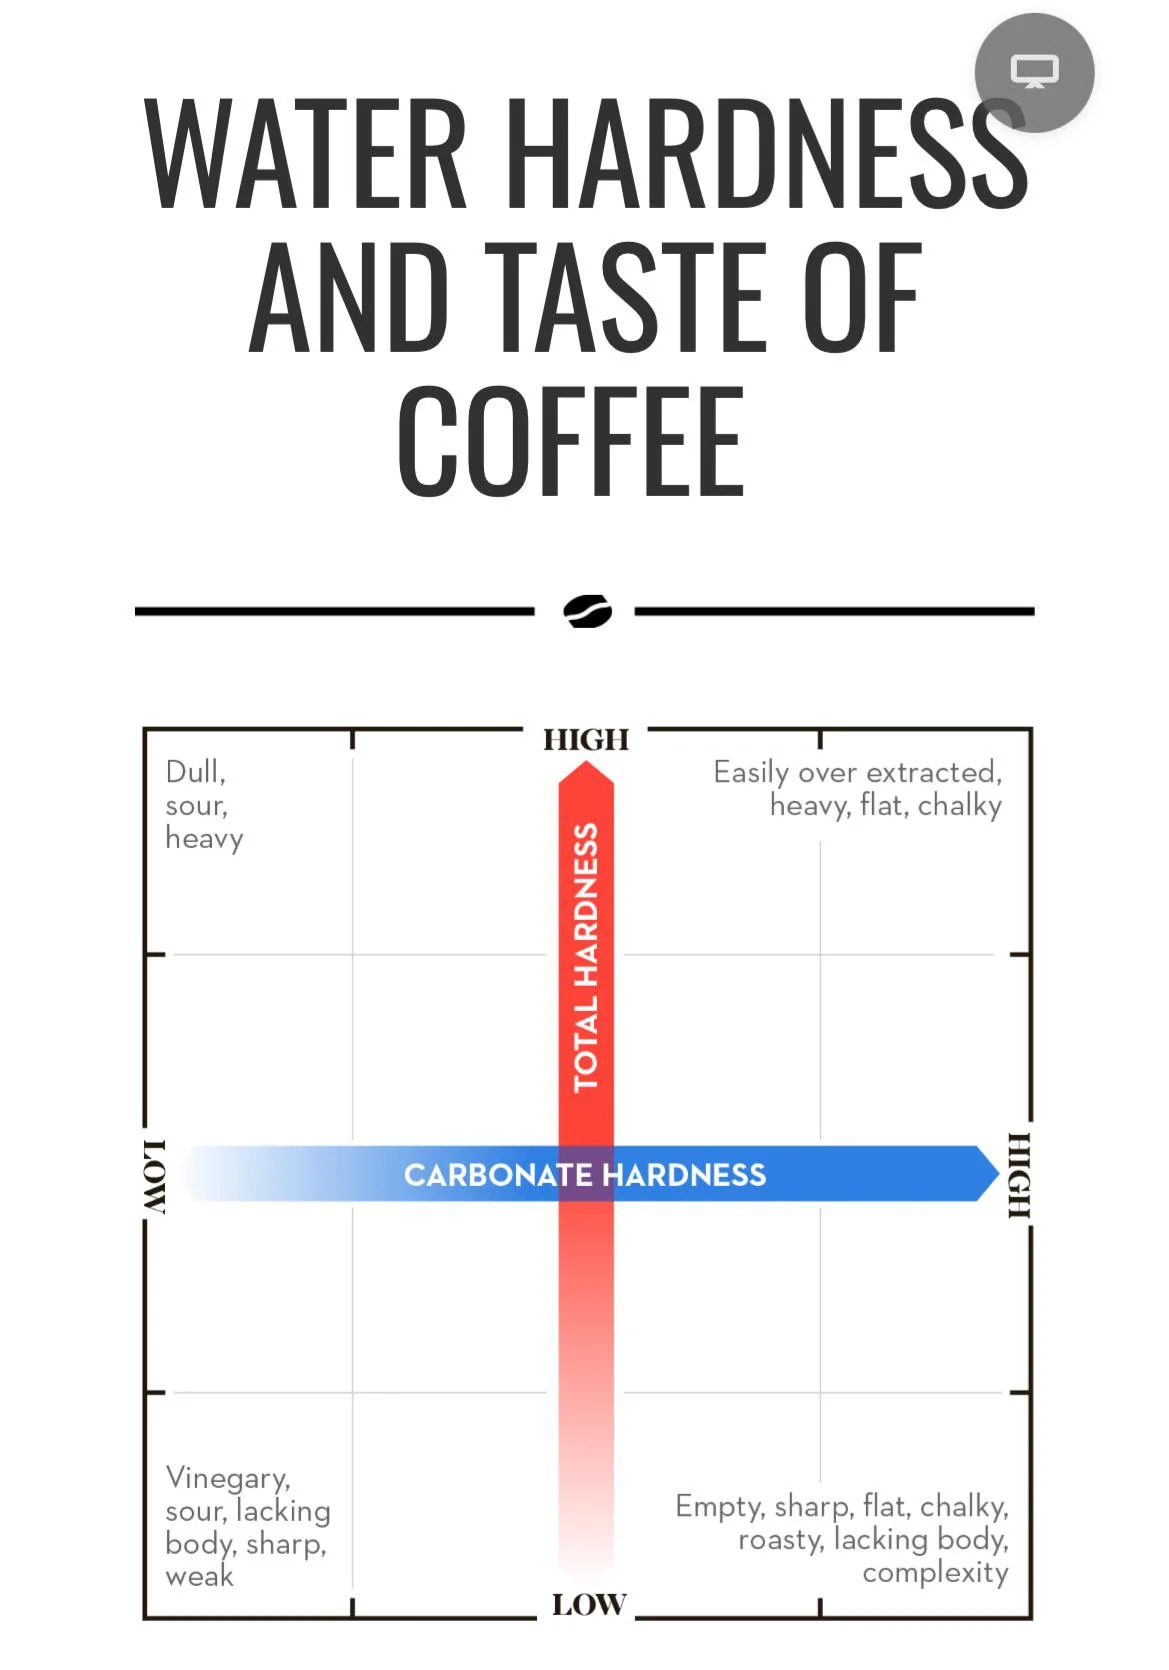 WATER HARDNESS
AND TASTE OF
COFFEE
HIGH
Dull,
sour,
heavy
Easily over extracted,
heavy, flat, chalky
TOTAL HARDNESS
LOW
CARBONATE HARDNESS
HIGH
Vinegary,
sour, lacking
body, sharp,
weak
Empty, sharp, flat, chalky,
roasty, lacking body,
complexity
LOW